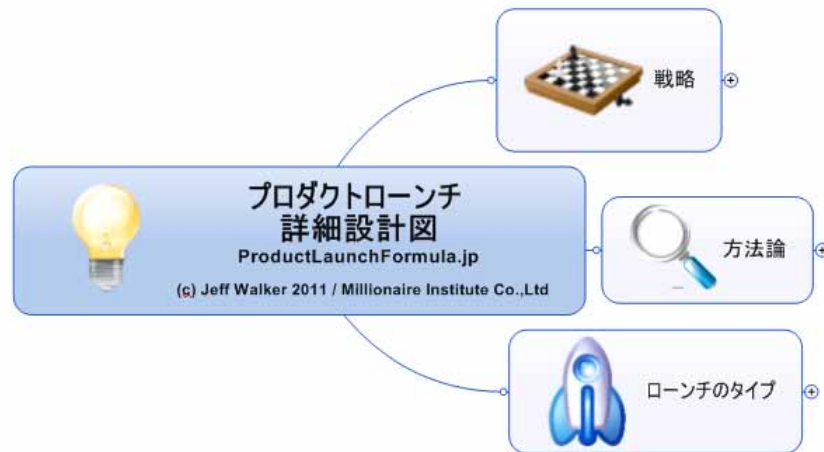 戦略
プロダクトローンチ
詳細設計図
ProductLaunchFormula.jp
(c) Jeff Walker 2011 / Millionaire Institute Co.,Ltd
方法論
ローンチのタイプ